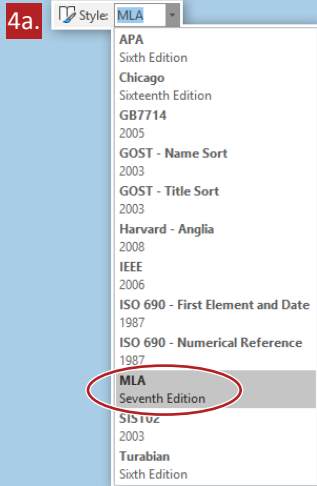 4a.
Style: MLA
APA
Sixth Edition
Chicago
Sixteenth Edition
GB7714
2005
GOST - Name Sort
2003
GOST - Title Sort
2003
Harvard - Anglia
2008
IEEE
2006
ISO 690 - First Element and Date
1987
ISO 690 - Numerical Reference
1987
MLA
Seventh Edition
SIST02
2003
Turabian
Sixth Edition